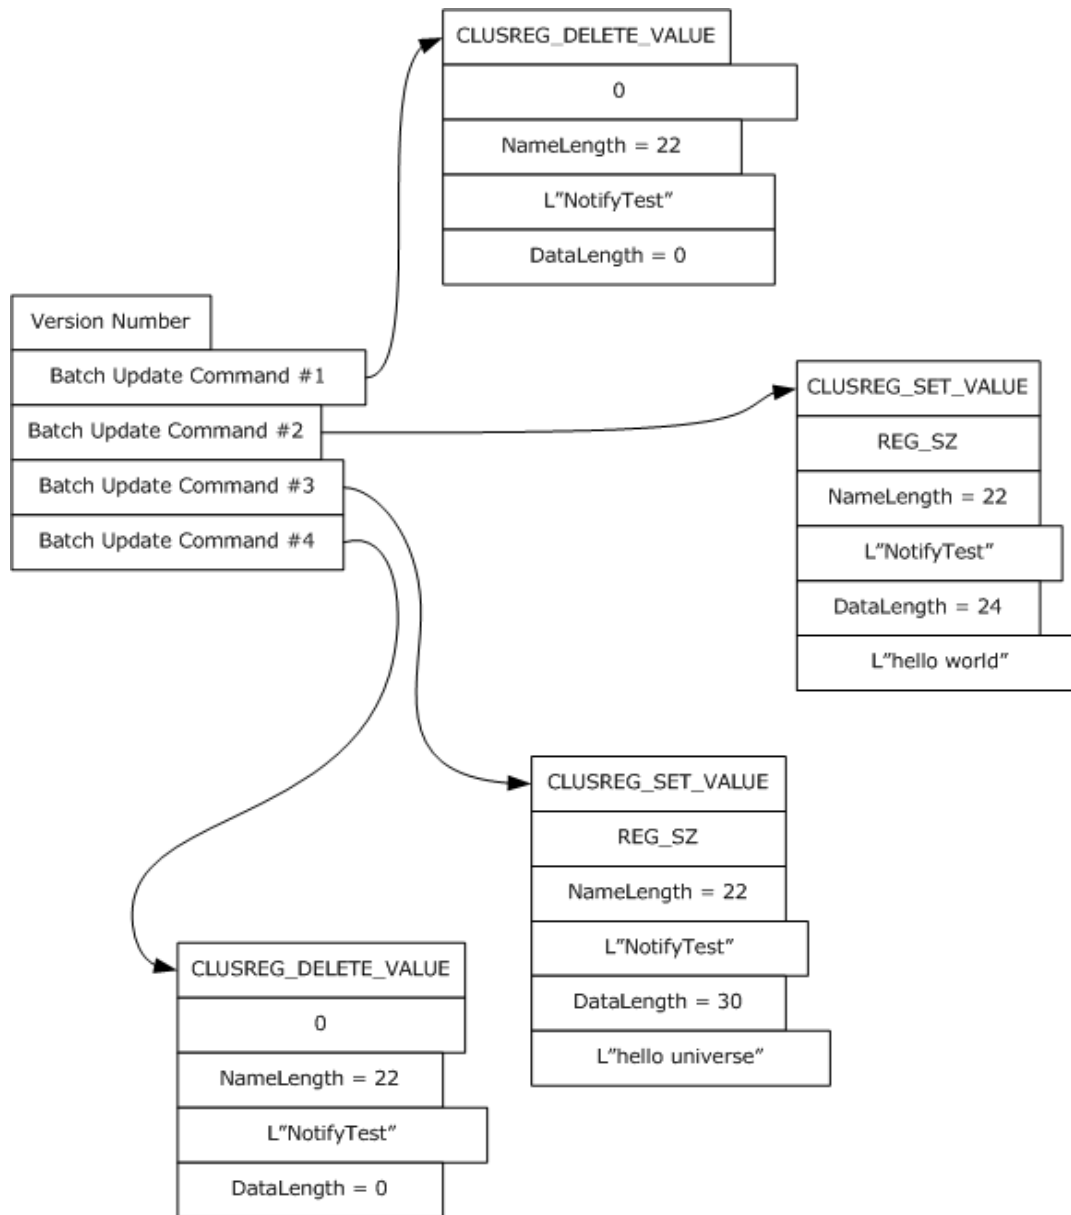 CLUSREG_DELETE_VALUE
0
NameLength = 22
L”NotifyTest”
DataLength = 0
Version Number
Batch Update Command #1
Batch Update Command #2
Batch Update Command #3
Batch Update Command #4
CLUSREG_SET_VALUE
REG_SZ
NameLength = 22
L”NotifyTest”
DataLength = 24
L”hello world”
CLUSREG_SET_VALUE
REG_SZ
NameLength = 22
L”NotifyTest”
DataLength = 30
L”hello universe”
CLUSREG_DELETE_VALUE
0
NameLength = 22
L”NotifyTest”
DataLength = 0